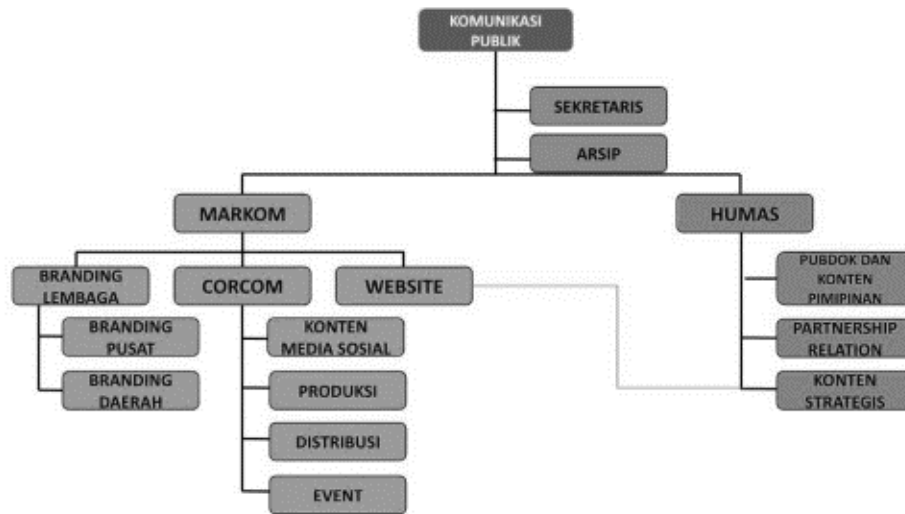 KOMUNIKASI
PUBLIK
SEKRETARIS
ARSIP
MARKOM
HUMAS
BRANDING
LEMBAGA
CORCOM
WEBSITE
PUBDOK DAN
KONTEN
PIMIPINAN
BRANDING
PUSAT
KONTEN
MEDIA SOSIAL
PARTNERSHIP
RELATION
BRANDING
DAERAH
PRODUKSI
KONTEN
STRATEGIS
DISTRIBUSI
EVENT